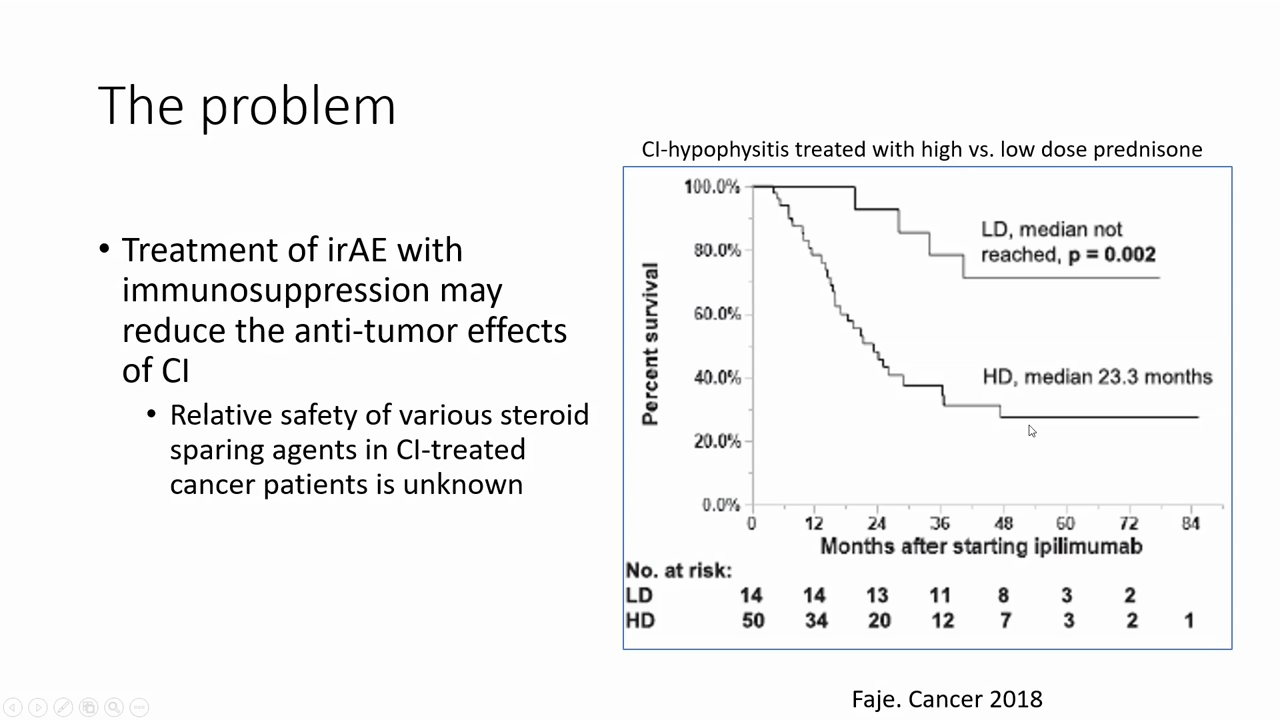 The problem
• Treatment of irAE with
immunosuppression may
reduce the anti-tumor effects
of CI
• Relative safety of various steroid
sparing agents in CI-treated
cancer patients is unknown
CI-hypophysitis treated with high vs. low dose prednisone
Percent survival
100.0%
80.0%
60.0%
40.0%
20.0%
0.0%
LD, median not
reached, p = 0.002
HD, median 23.3 months
0 12 24 36 48 60 72 84
Months after starting ipilimumab
No. at risk:
LD 14 14 13 11 8 3 2
HD 50 34 20 12 7 3 2 1
Faje. Cancer 2018